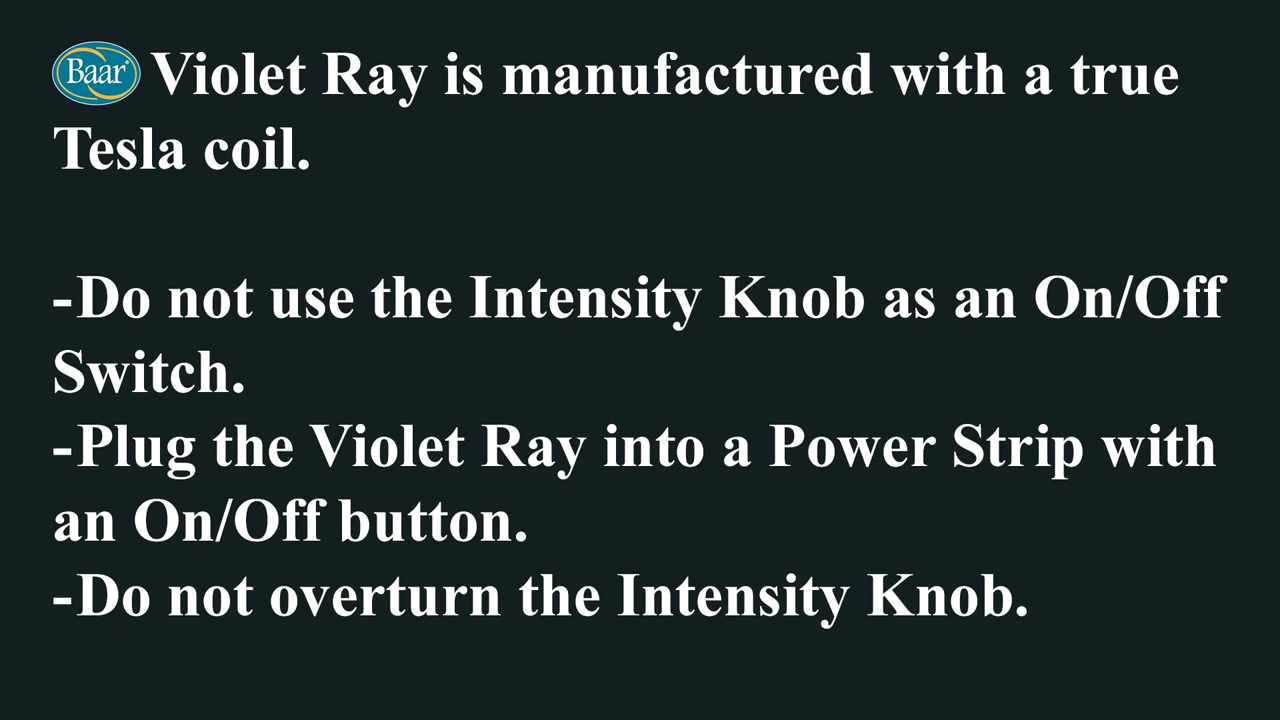 Baar Violet Ray is manufactured with a true
Tesla coil.
-Do not use the Intensity Knob as an On/Off
Switch.
-Plug the Violet Ray into a Power Strip with
an On/Off button.
-Do not overturn the Intensity Knob.